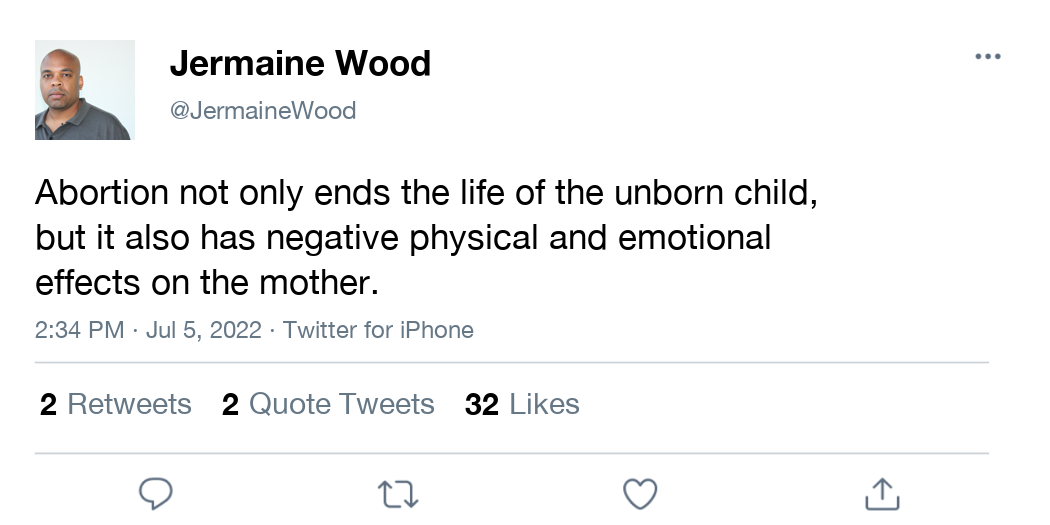 Jermaine Wood
@JermaineWood
Abortion not only ends the life of the unborn child,
but it also has negative physical and emotional
effects on the mother.
2:34 PM · Jul 5, 2022 · Twitter for iPhone
2 Retweets 2 Quote Tweets 32 Likes